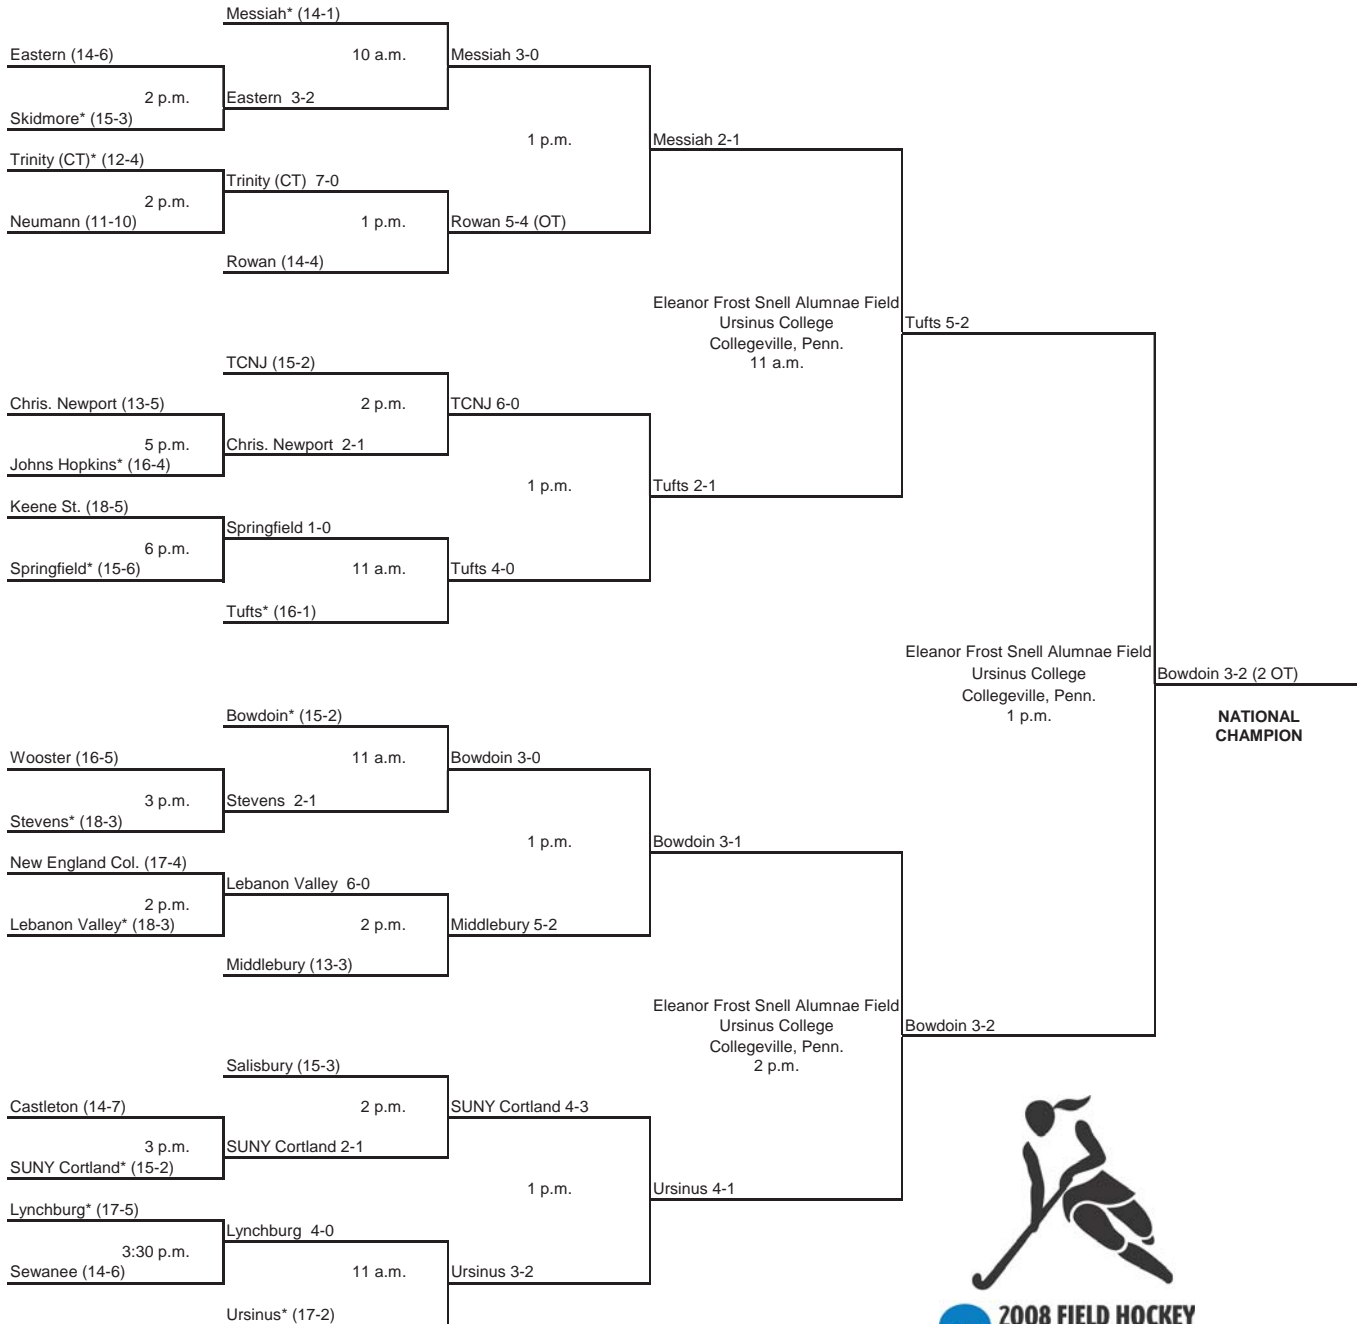 Messiah* (14-1)
Eastern (14-6)
10 a.m.
Messiah 3-0
2 p.m.
Eastern 3-2
Skidmore* (15-3)
1 p.m.
Messiah 2-1
Trinity (CT)* (12-4)
Trinity (CT) 7-0
2 p.m.
Neumann (11-10)
1 p.m.
Rowan 5-4 (OT)
Rowan (14-4)
Eleanor Frost Snell Alumnae Field
Ursinus College
Collegeville, Penn.
11 a.m.
Tufts 5-2
TCNJ (15-2)
Chris. Newport (13-5)
2 p.m.
TCNJ 6-0
5 p.m.
Chris. Newport 2-1
Johns Hopkins* (16-4)
1 p.m.
Tufts 2-1
Keene St. (18-5)
Springfield 1-0
6 p.m.
Springfield* (15-6)
11 a.m.
Tufts 4-0
Tufts* (16-1)
Eleanor Frost Snell Alumnae Field
Ursinus College
Collegeville, Penn.
1 p.m.
Bowdoin 3-2 (2 OT)
NATIONAL
CHAMPION
Bowdoin* (15-2)
Wooster (16-5)
11 a.m.
Bowdoin 3-0
3 p.m.
Stevens 2-1
Stevens* (18-3)
1 p.m.
Bowdoin 3-1
New England Col. (17-4)
Lebanon Valley 6-0
2 p.m.
Lebanon Valley* (18-3)
2 p.m.
Middlebury 5-2
Middlebury (13-3)
Eleanor Frost Snell Alumnae Field
Ursinus College
Collegeville, Penn.
2 p.m.
Bowdoin 3-2
Salisbury (15-3)
Castleton (14-7)
2 p.m.
SUNY Cortland 4-3
3 p.m.
SUNY Cortland 2-1
SUNY Cortland* (15-2)
1 p.m.
Ursinus 4-1
Lynchburg* (17-5)
Lynchburg 4-0
3:30 p.m.
Sewanee (14-6)
11 a.m.
Ursinus 3-2
Ursinus* (17-2)
2008 FIELD HOCKEY